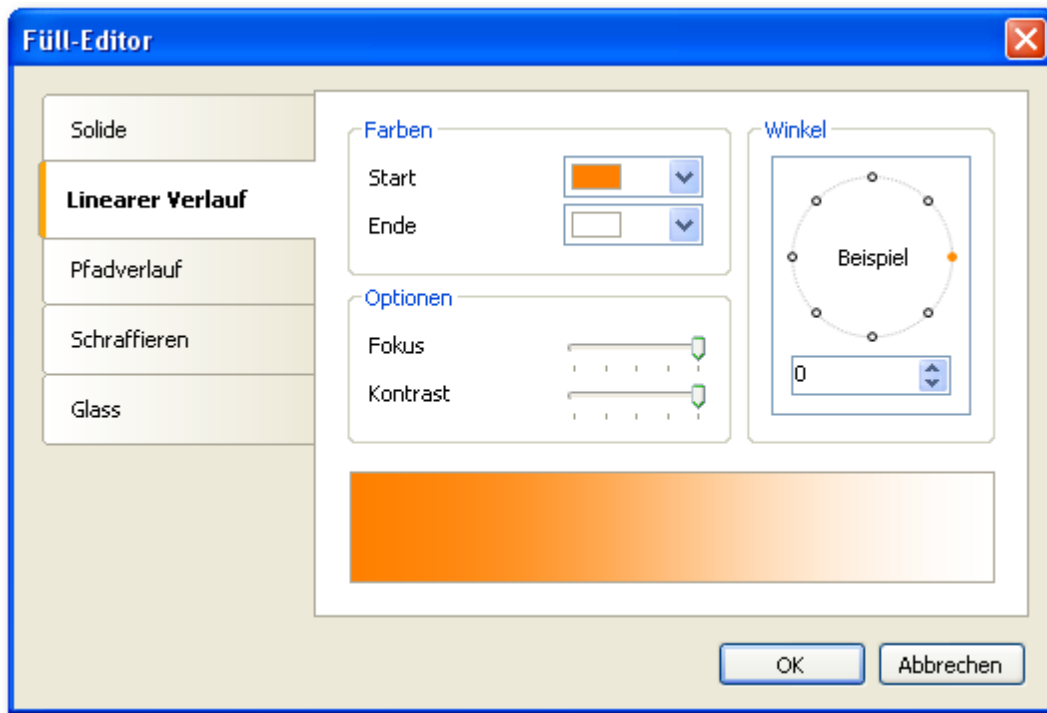 Füll-Editor
Solide
Linearer Verlauf
Pfadverlauf
Schraffieren
Glass
Farben
Start
Ende
Optionen
Fokus
Kontrast
Winkel
Beispiel
0
OK
Abbrechen